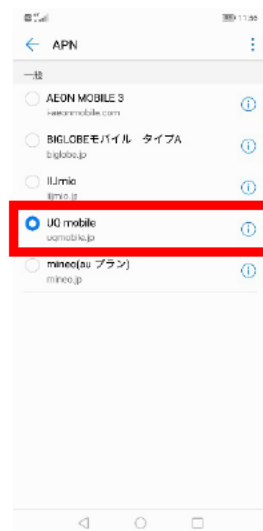 11:56
APN
一般
AEON MOBILE 3
i-aeonmobile.com
BIGLOBEモバイル タイプA
biglobe.jp
IIJmio
iijmio.jp
UQ mobile
uqmobile.jp
mineo(au プラン)
mineo.jp